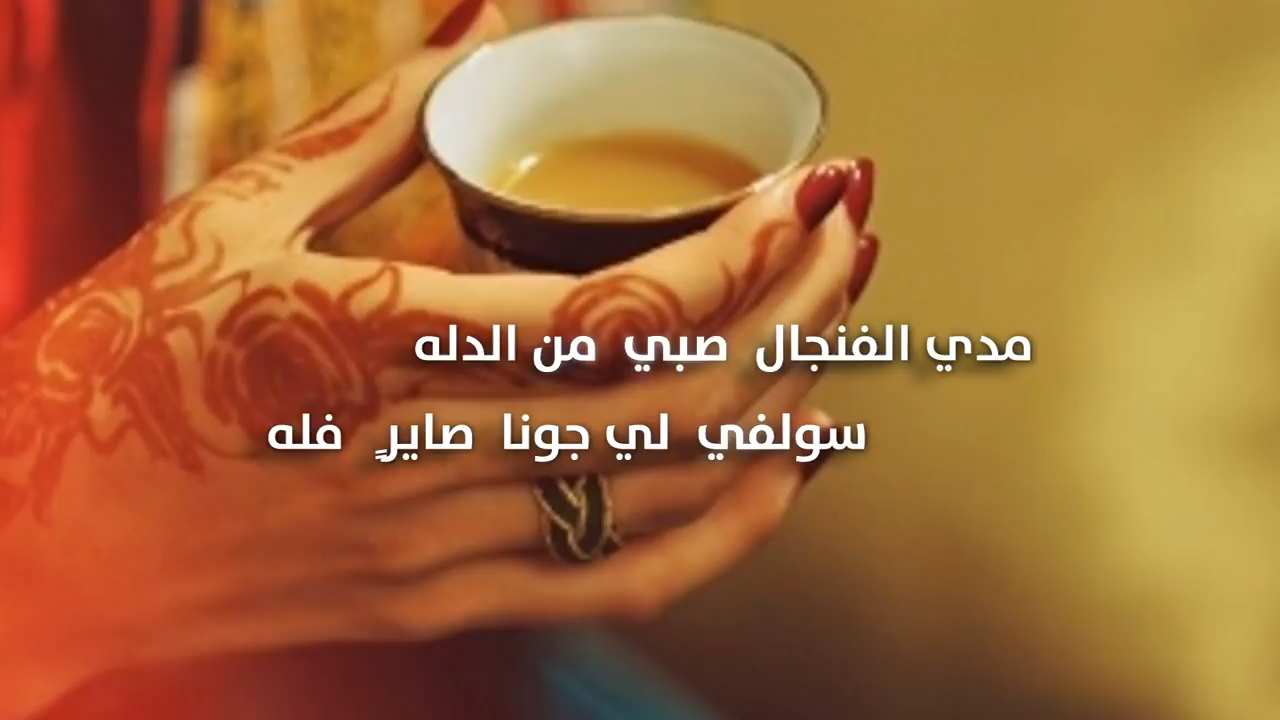 مدي الفنجال صبي من الدله
سولفي لي جونا صايرٍ فله